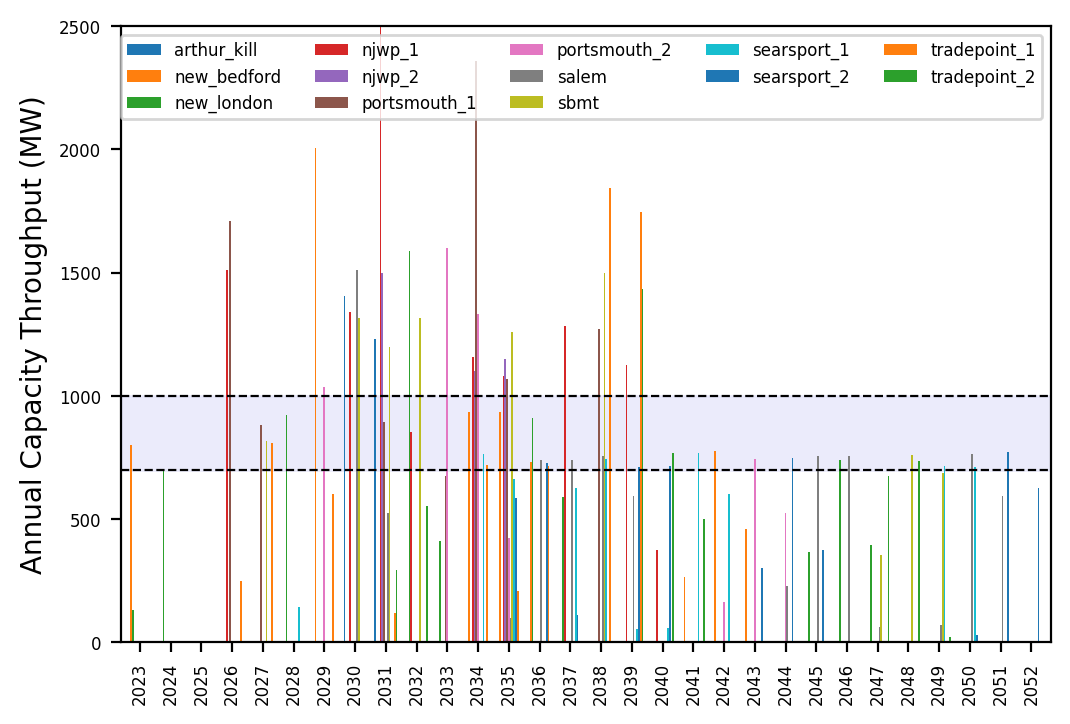 Annual Capacity Throughput (MW)
2500
2000
1500
1000
500
0
arthur_kill njwp_1 portsmouth_2 searsport_1 tradepoint_1
new_bedford njwp_2 salem searsport_2 tradepoint_2
new_london portsmouth_1 sbmt
2023 2024 2025 2026 2027 2028 2029 2030 2031 2032 2033 2034 2035 2036 2037 2038 2039 2040 2041 2042 2043 2044 2045 2046 2047 2048 2049 2050 2051 2052